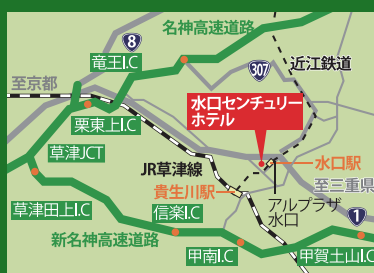 名神高速道路
8
竜王I.C
近江鉄道
307
至京都
水口センチュリー
ホテル
栗東上I.C
草津JCT
JR草津線
水口駅
至三重県
貴生川駅
アルプラザ
水口
草津田上I.C
信楽I.C
1
新名神高速道路
甲南I.C
甲賀土山I.C